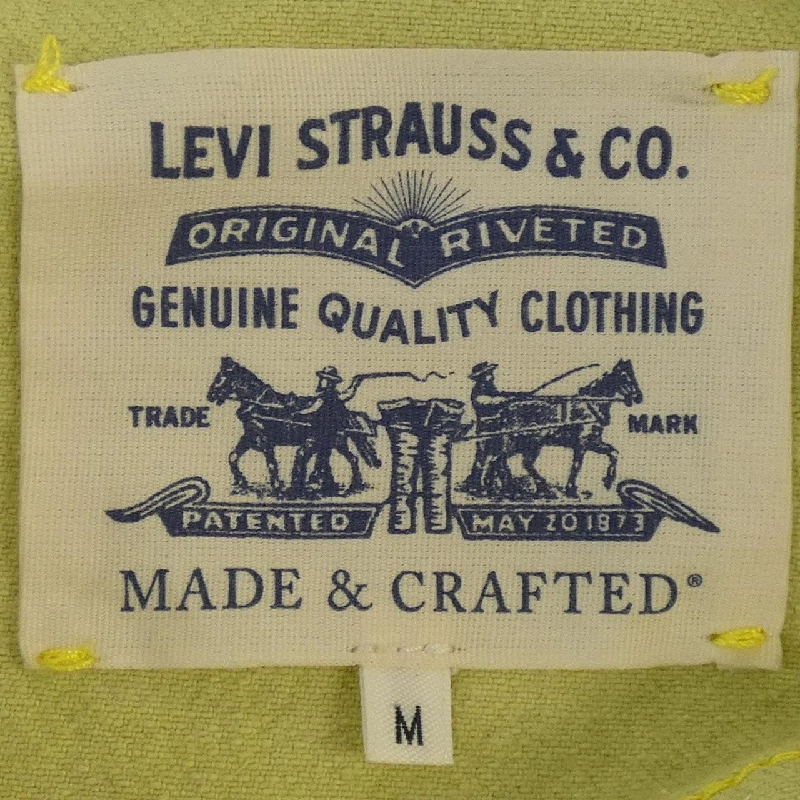 LEVI STRAUSS & CO.
ORIGINAL RIVETED
GENUINE QUALITY CLOTHING
TRADE MARK
PATENTED MAY 20 1873
MADE & CRAFTED®
M